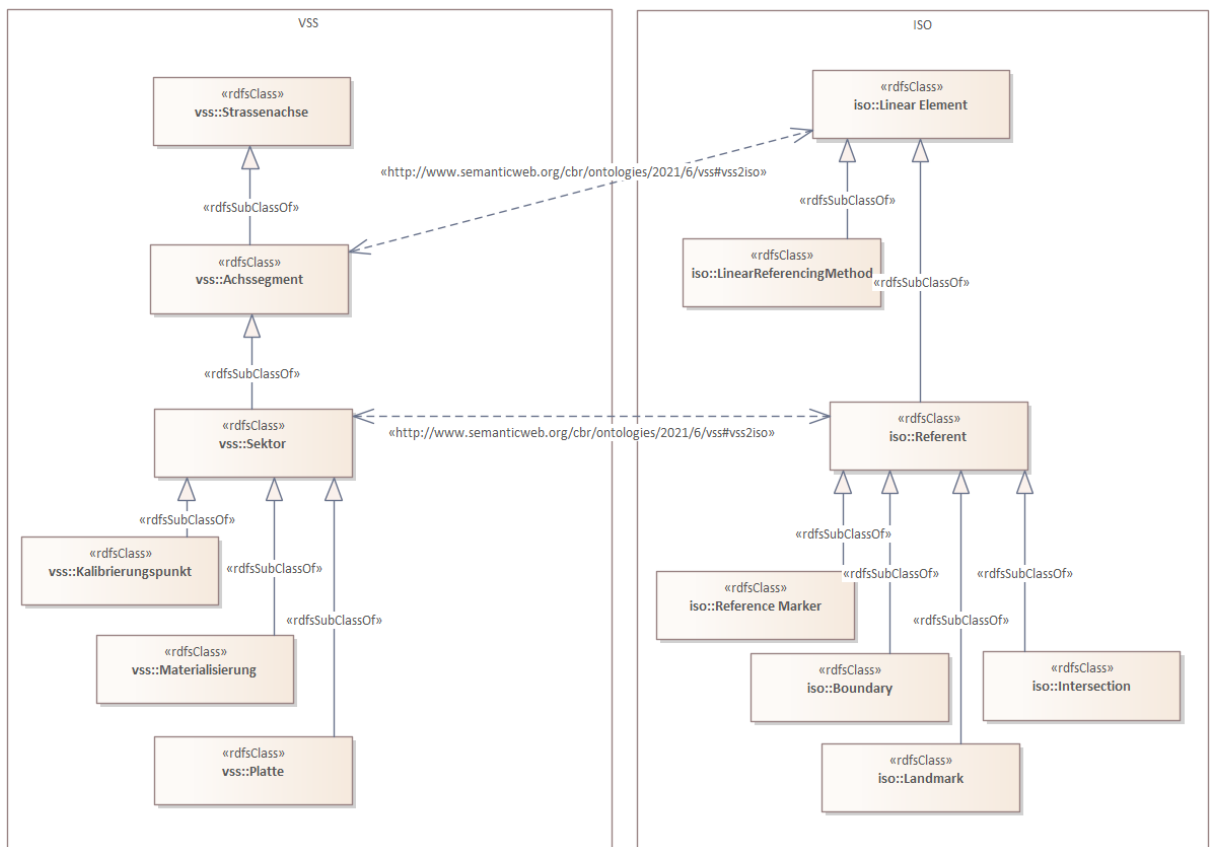 VSS
«rdfsClass»
vss::Strassenachse
«rdfsSubClassOf»
«rdfsClass»
vss::Achssegment
«rdfsSubClassOf»
«rdfsClass»
vss::Sektor
«rdfsSubClassOf»
«rdfsClass»
vss::Kalibrierungspunkt
«rdfsSubClassOf»
«rdfsSubClassOf»
«rdfsClass»
vss::Materialisierung
«rdfsClass»
vss::Platte
«http://www.semanticweb.org/cbr/ontologies/2021/6/vss#vss2iso»
«http://www.semanticweb.org/cbr/ontologies/2021/6/vss#vss2iso»
ISO
«rdfsClass»
iso::Linear Element
«rdfsSubClassOf»
«rdfsClass»
iso::LinearReferencingMethod
«rdfsSubClassOf»
«rdfsClass»
iso::Referent
«rdfsSubClassOf»
«rdfsSubClassOf»
«rdfsSubClassOf»
«rdfsClass»
iso::Reference Marker
«rdfsSubClassOf»
«rdfsClass»
iso::Boundary
«rdfsClass»
iso::Intersection
«rdfsClass»
iso::Landmark